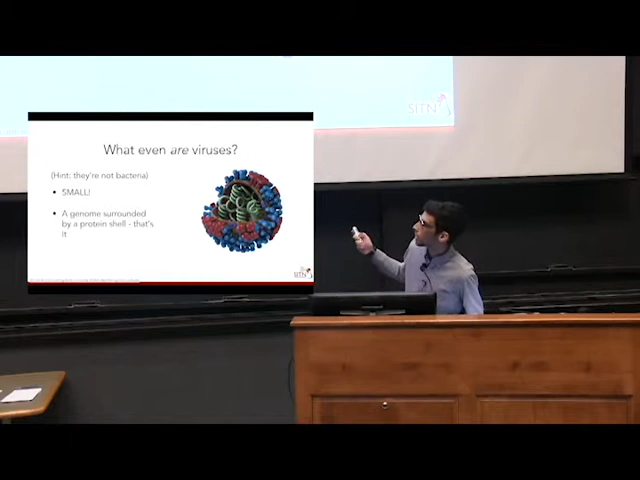 SITN
What even are viruses?
(Hint: they're not bacteria)
• SMALL!
• A genome surrounded
by a protein shell - that's
it
SITN